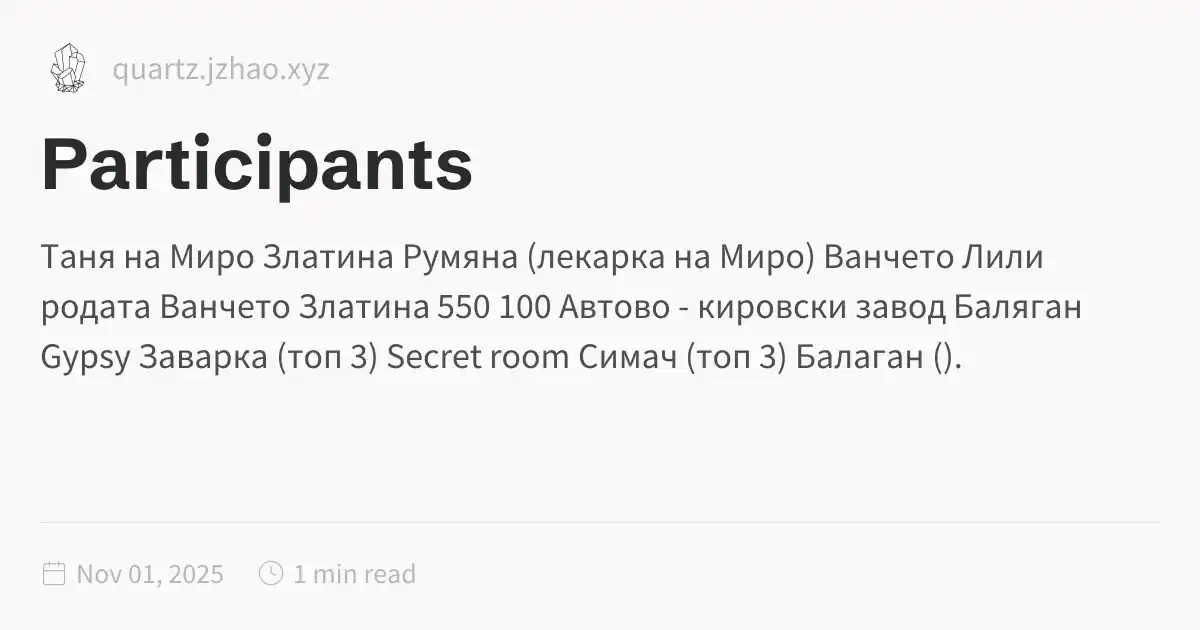 quartz.jzhao.xyz
Participants
Таня на Миро Златина Румяна (лекарка на Миро) Ванчето Лили
родата Ванчето Златина 550 100 Автово - кировски завод Баляган
Gypsy Заварка (топ 3) Secret room Симач (топ 3) Балаган ().
Nov 01, 2025 1 min read